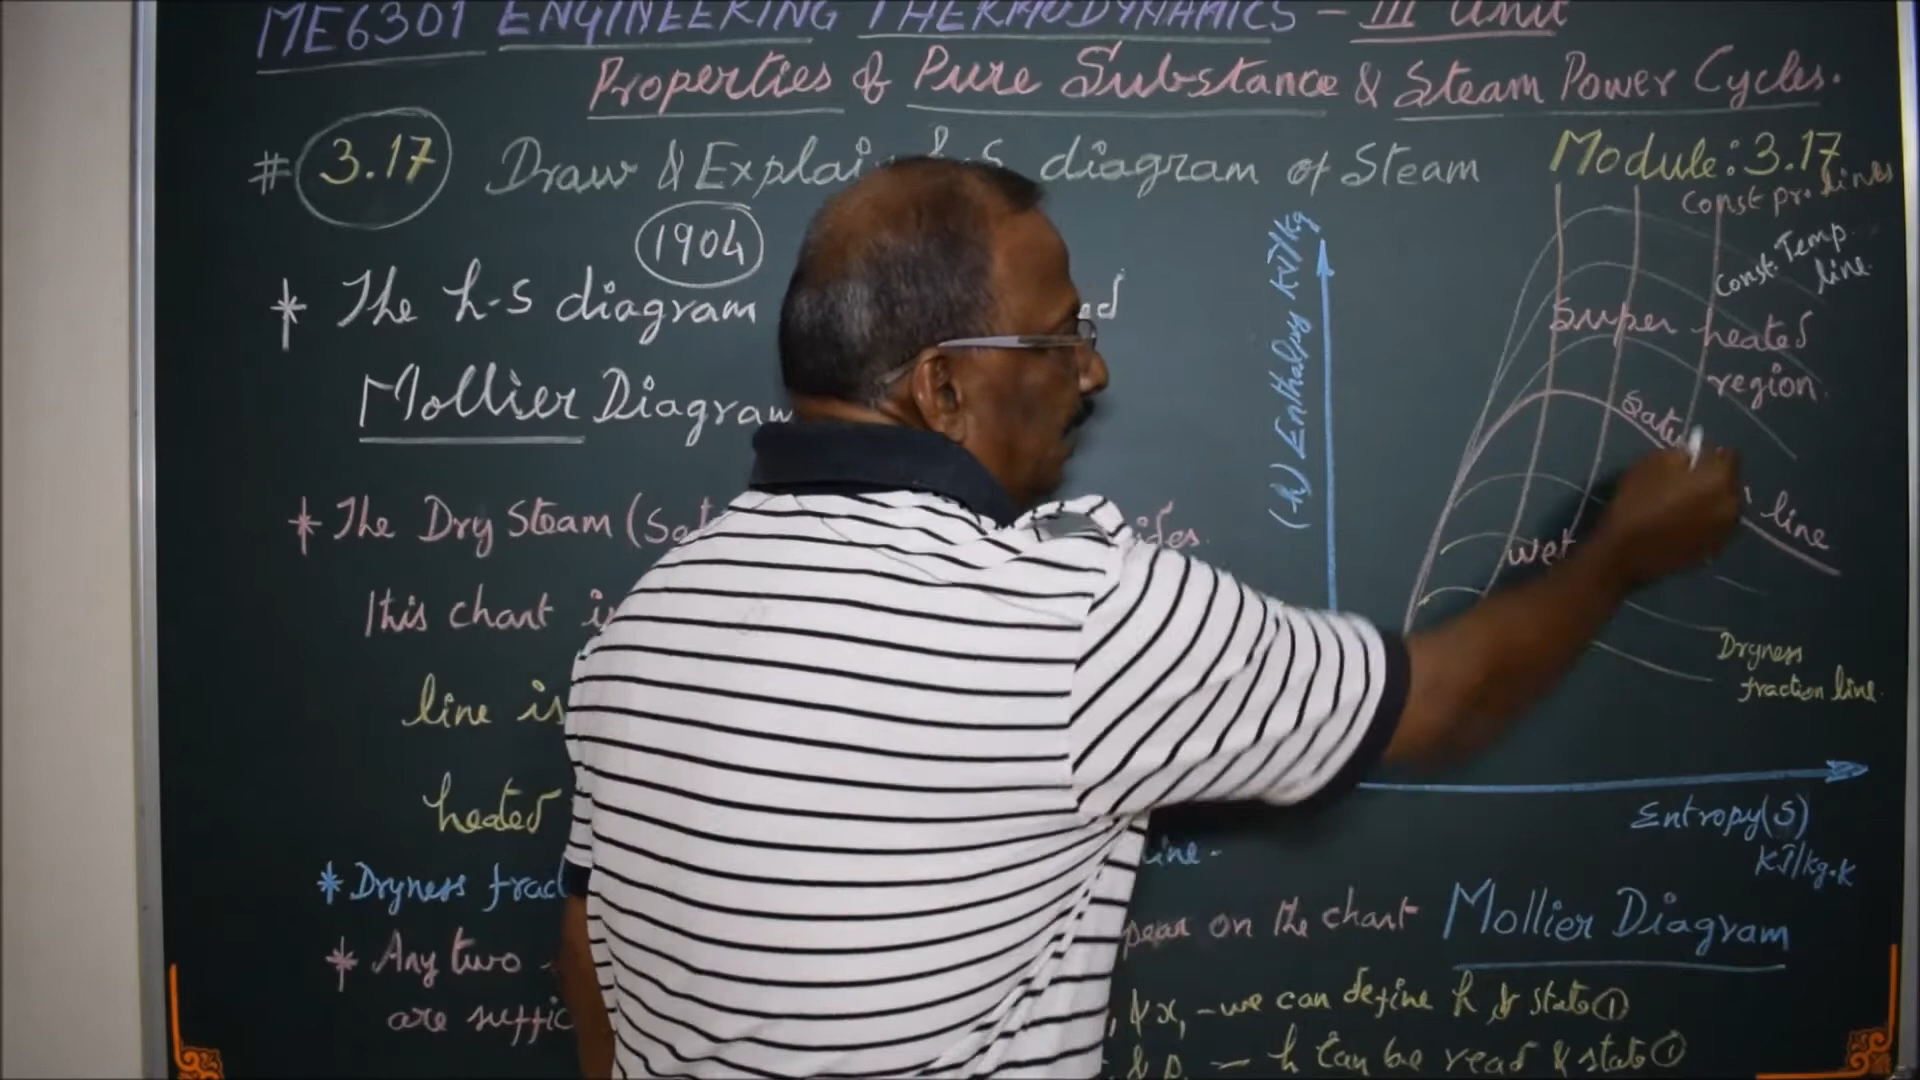 ME6301 ENGINEERING THERMODYNAMICS - III Unit
Properties of Pure Substance & Steam Power Cycles.
# 3.17 Draw & Explai h-s diagram of Steam
Module: 3.17
1904
* The h-s diagram ed
Mollier Diagram
* The Dry Steam (Sat ides
This chart i
line is
heated
* Dryness frac line.
* Any two pear on the chart
are suffic , & x, - we can define h & state ①
& P, - h can be read & state ①
Const pr. lines
Const. Temp.
line.
Super heated
region.
Satu line
wet
Dryness
fraction line.
(h) Enthalpy KJ/kg
Entropy(s)
KJ/kg.K
Mollier Diagram